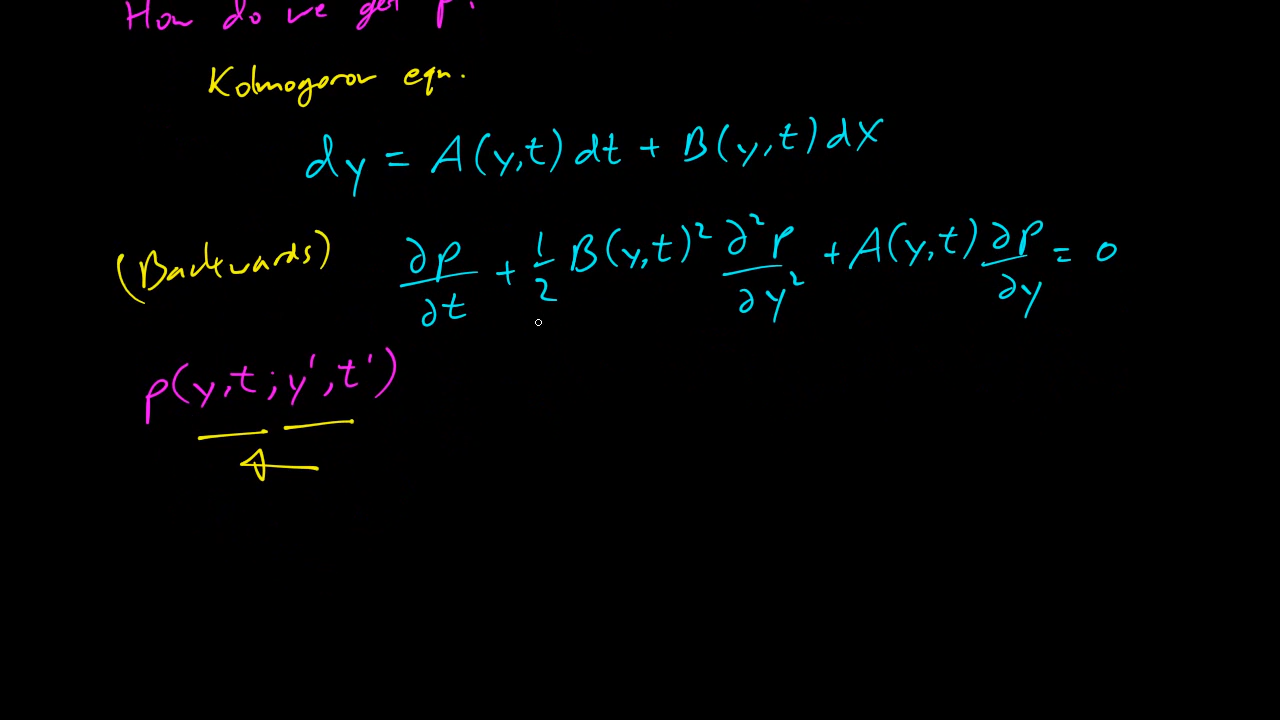 How do we get p?
Kolmogorov eqn.
dy = A(y,t) dt + B(y,t) dX
(Backwards) ∂p/∂t + 1/2 B(y,t)² ∂²p/∂y² + A(y,t) ∂p/∂y = 0
p(y,t; y′,t′)